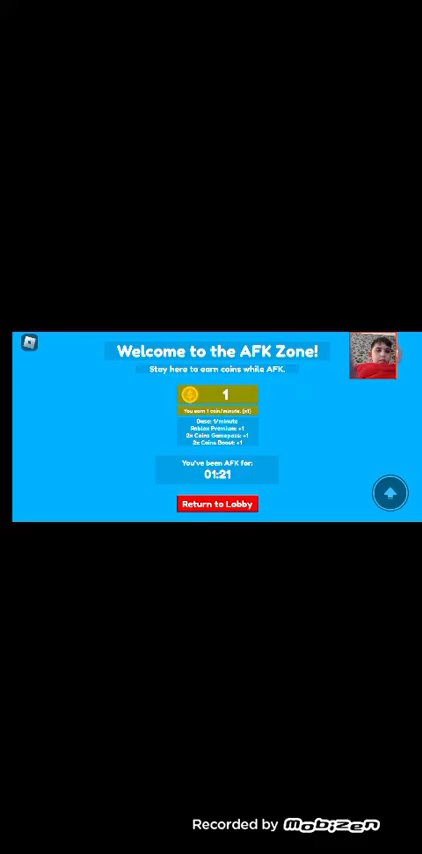 Welcome to the AFK Zone!
Stay here to earn coins while AFK.
1
You earn 1 coin/minute. (x1)
Base: 1/minute
Roblox Premium: +1
2x Coins Gamepass: +1
2x Coins Boost: +1
You've been AFK for:
01:21
Return to Lobby
Recorded by mobizen